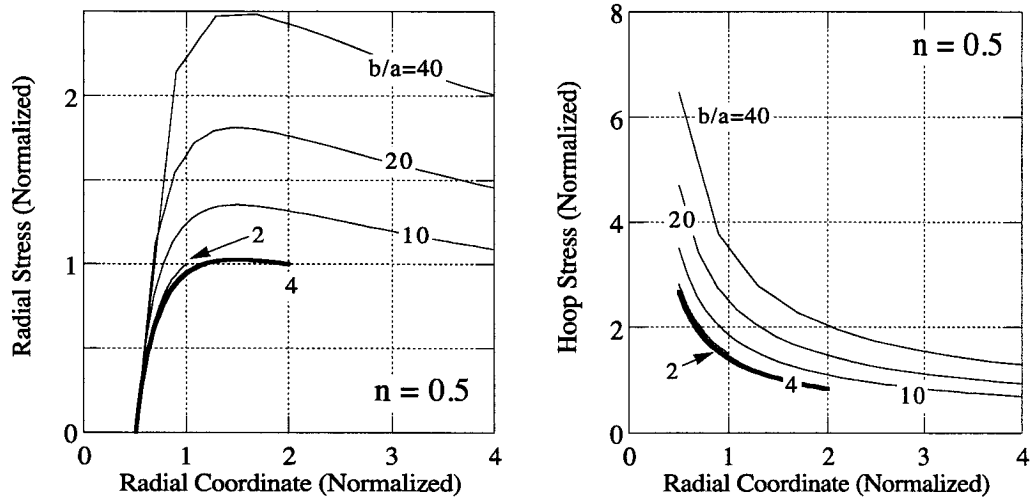 Radial Stress (Normalized)
2
1
0
b/a=40
20
10
2
4
n = 0.5
0 1 2 3 4
Radial Coordinate (Normalized)
Hoop Stress (Normalized)
8
6
4
2
0
n = 0.5
b/a=40
20
2
4
10
0 1 2 3 4
Radial Coordinate (Normalized)